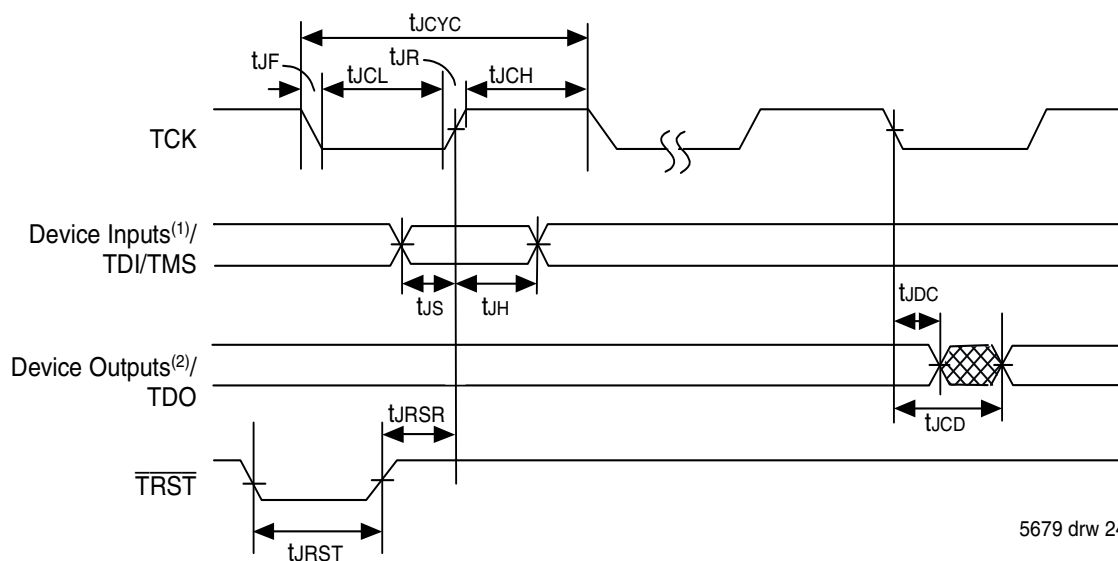 tJCYC
tJF
tJCL
tJR
tJCH
TCK
Device Inputs(1)/
TDI/TMS
tJS
tJH
tJDC
Device Outputs(2)/
TDO
tJRSR
tJCD
TRST
tJRST
5679 drw 24